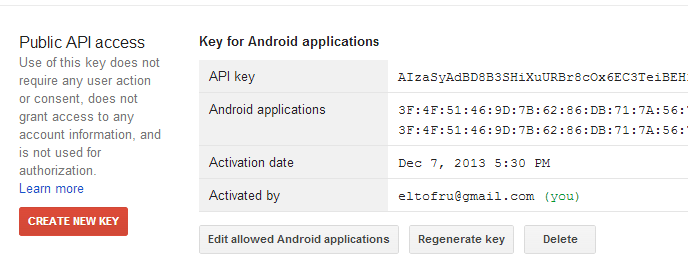 Public API access
Use of this key does not
require any user action
or consent, does not
grant access to any
account information, and
is not used for
authorization.
Learn more
CREATE NEW KEY
Key for Android applications
API key AIzaSyAdBD8B3SHiXuURBr8cOx6EC3TeiBEH
Android applications 3F:4F:51:46:9D:7B:62:86:DB:71:7A:56:
3F:4F:51:46:9D:7B:62:86:DB:71:7A:56:
Activation date Dec 7, 2013 5:30 PM
Activated by eltofru@gmail.com (you)
Edit allowed Android applications Regenerate key Delete